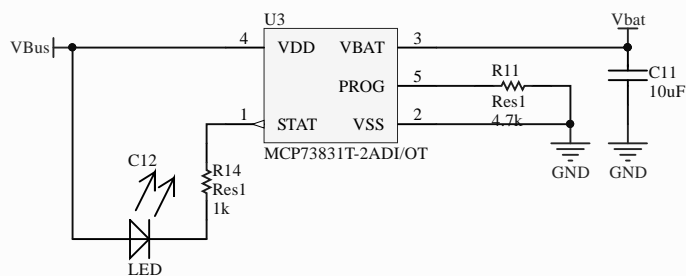 U3
Vbat
VBus
4
VDD
VBAT
3
PROG
5
R11
Res1
4.7k
C11
10uF
1
STAT
VSS
2
MCP73831T-2ADI/OT
GND
GND
C12
R14
Res1
1k
LED